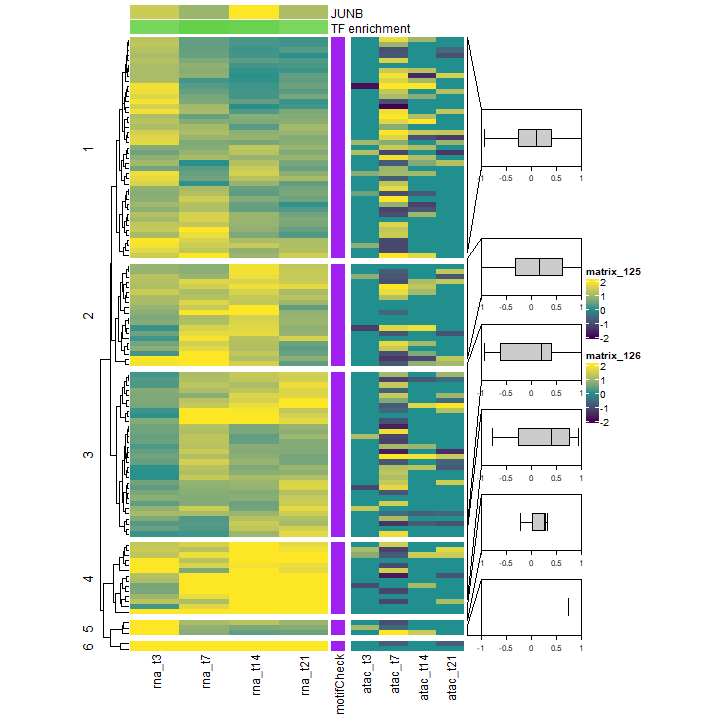 JUNB
TF enrichment
1
-1 -0.5 0 0.5 1
2
-1 -0.5 0 0.5 1
matrix_125
2
1
0
-1
-2
-1 -0.5 0 0.5 1
matrix_126
2
1
0
-1
-2
3
-1 -0.5 0 0.5 1
4
-1 -0.5 0 0.5 1
5
6
-1 -0.5 0 0.5 1
rna_t3
rna_t7
rna_t14
rna_t21
motifCheck
atac_t3
atac_t7
atac_t14
atac_t21